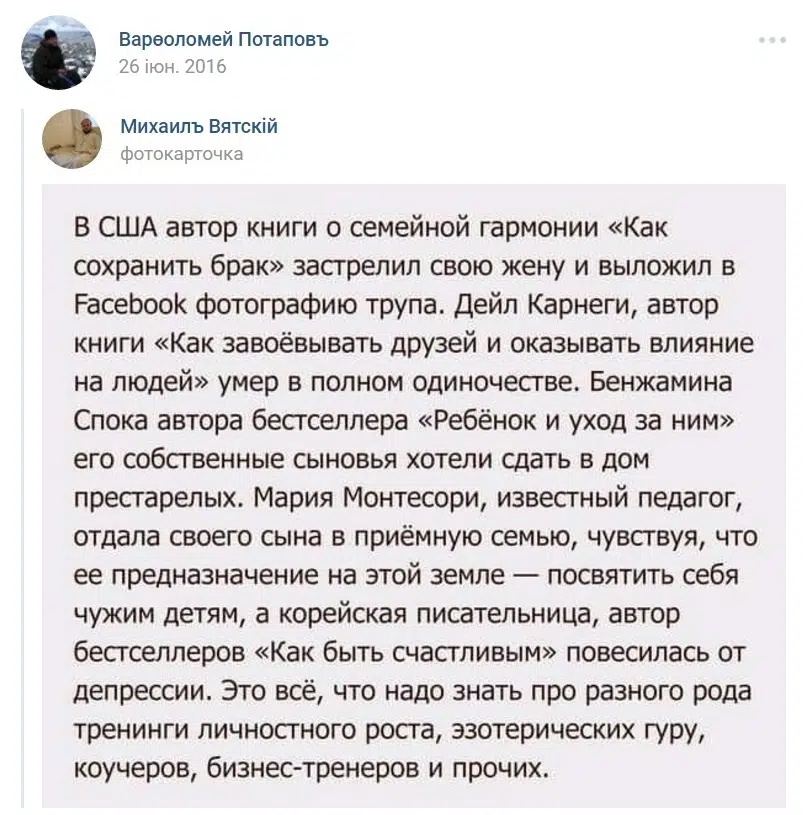 Варѳоломей Потаповъ
26 іюн. 2016
Михаилъ Вятскій
фотокарточка
В США автор книги о семейной гармонии «Как
сохранить брак» застрелил свою жену и выложил в
Facebook фотографию трупа. Дейл Карнеги, автор
книги «Как завоёвывать друзей и оказывать влияние
на людей» умер в полном одиночестве. Бенжамина
Спока автора бестселлера «Ребёнок и уход за ним»
его собственные сыновья хотели сдать в дом
престарелых. Мария Монтесори, известный педагог,
отдала своего сына в приёмную семью, чувствуя, что
ее предназначение на этой земле — посвятить себя
чужим детям, а корейская писательница, автор
бестселлеров «Как быть счастливым» повесилась от
депрессии. Это всё, что надо знать про разного рода
тренинги личностного роста, эзотерических гуру,
коучеров, бизнес-тренеров и прочих.